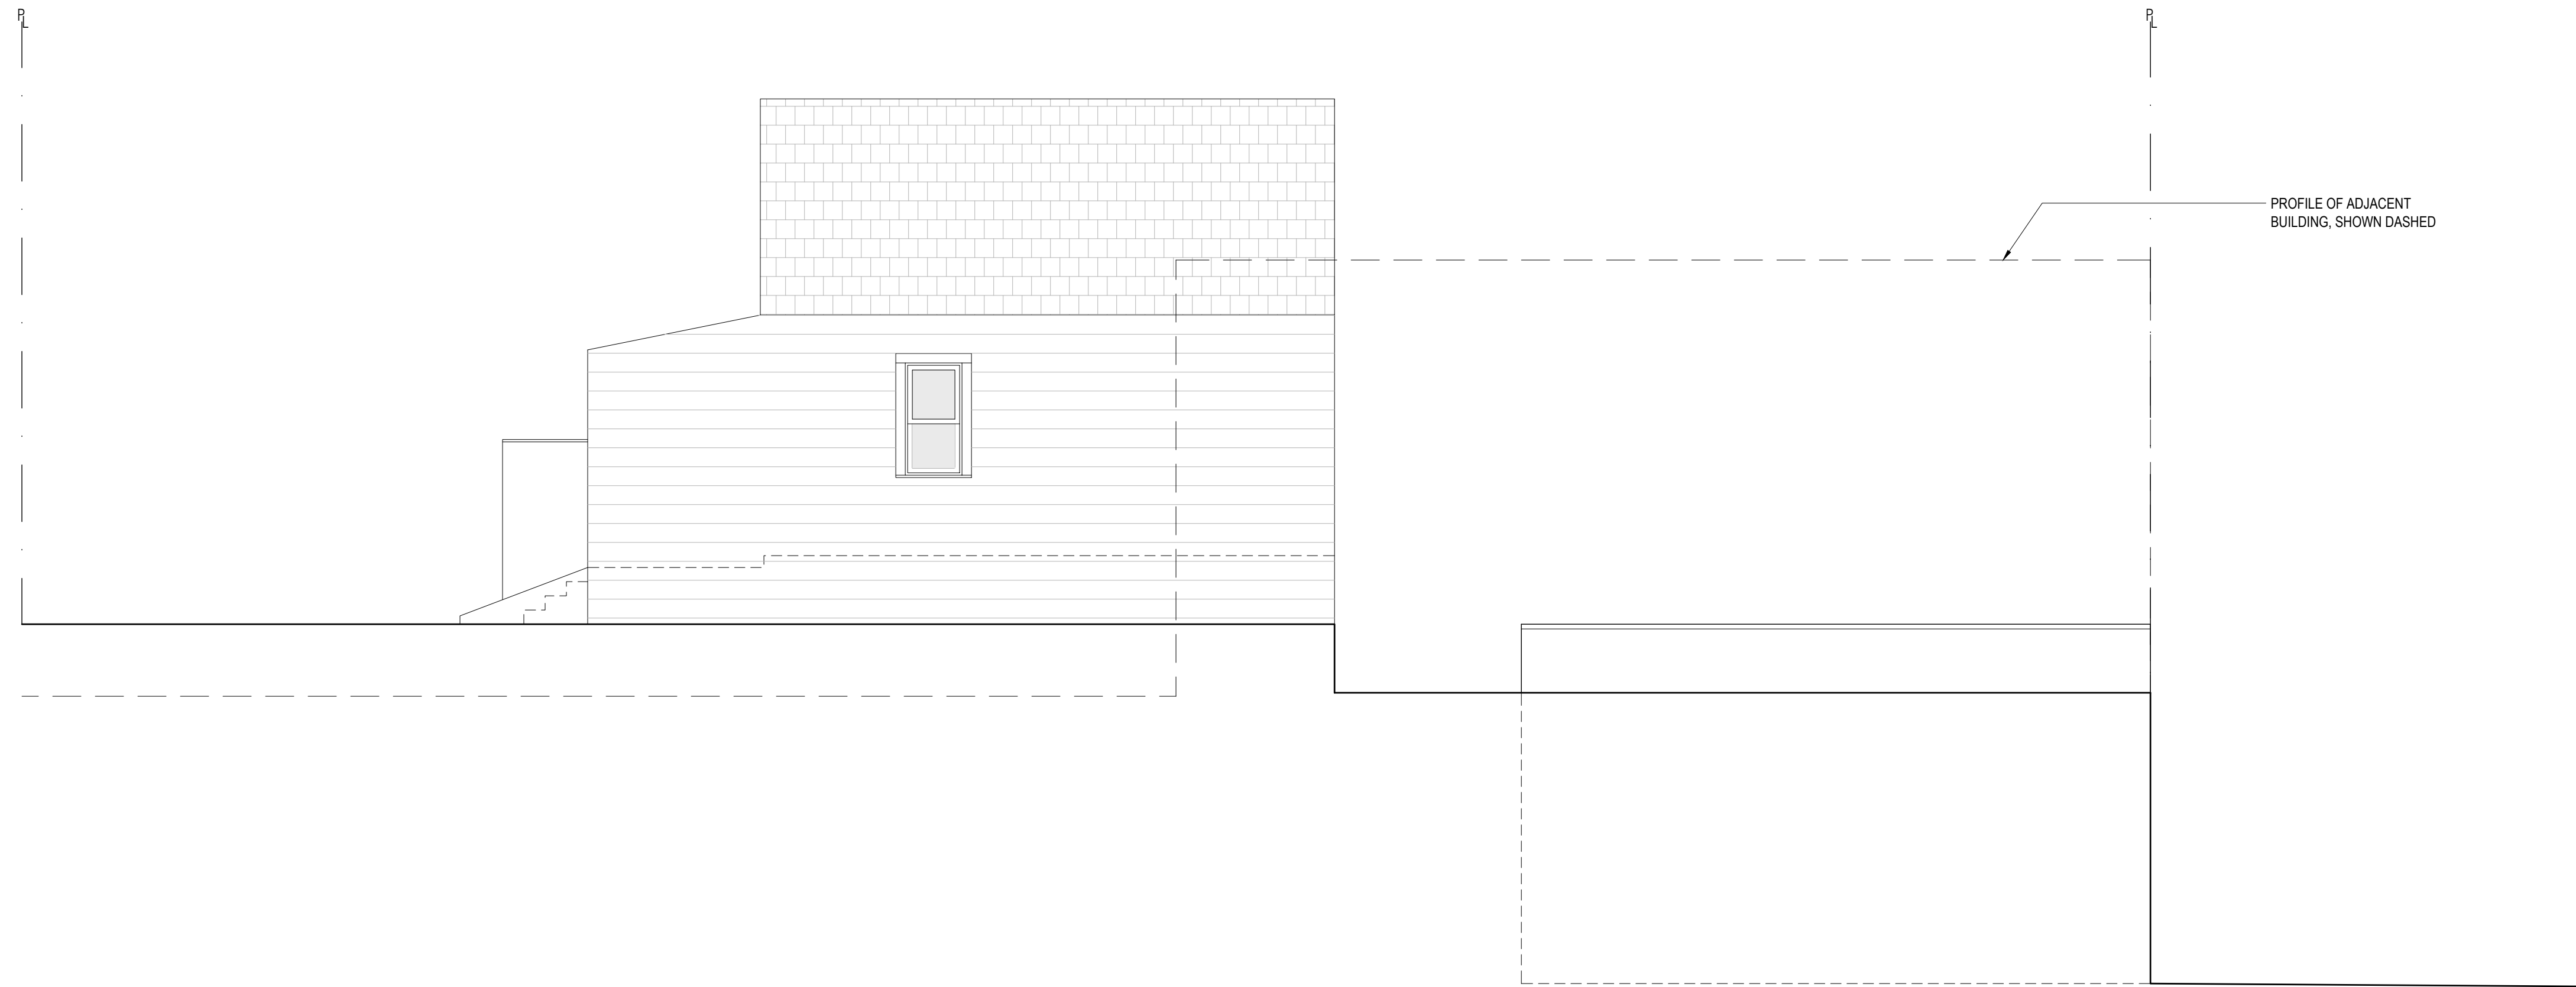 PL
PL
PROFILE OF ADJACENT
BUILDING, SHOWN DASHED